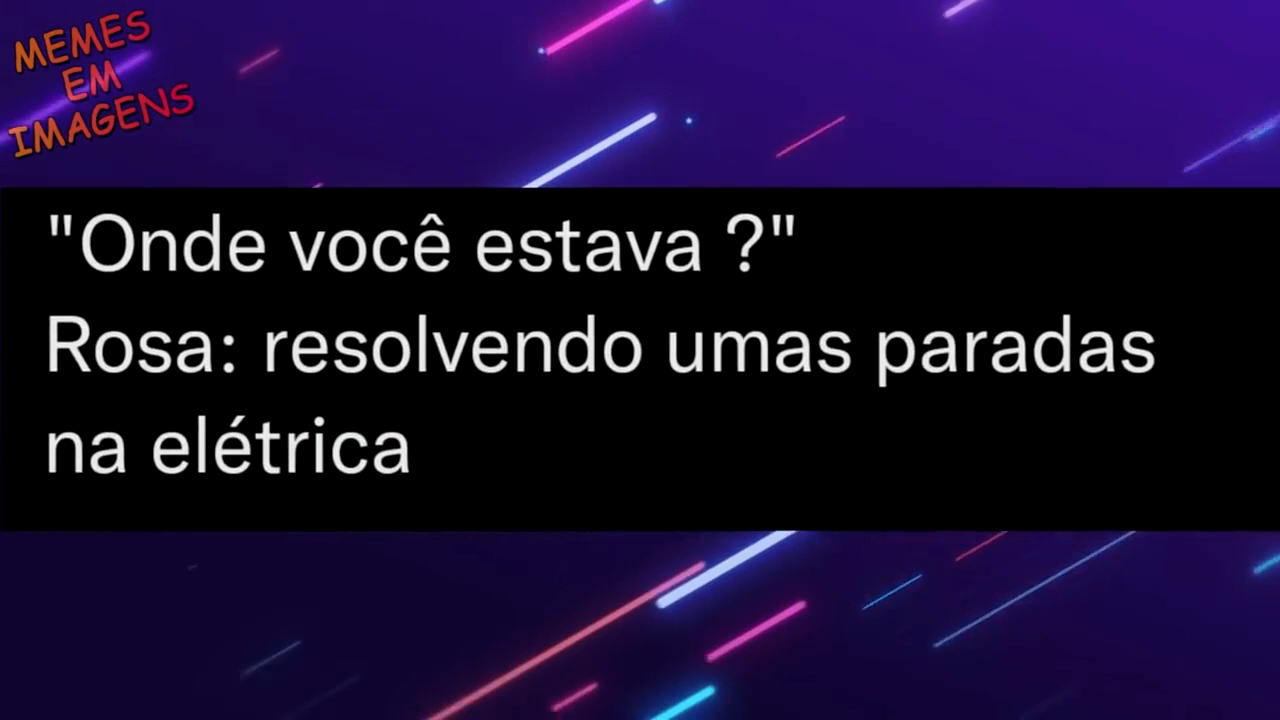 MEMES
EM
IMAGENS
"Onde você estava ?"
Rosa: resolvendo umas paradas
na elétrica